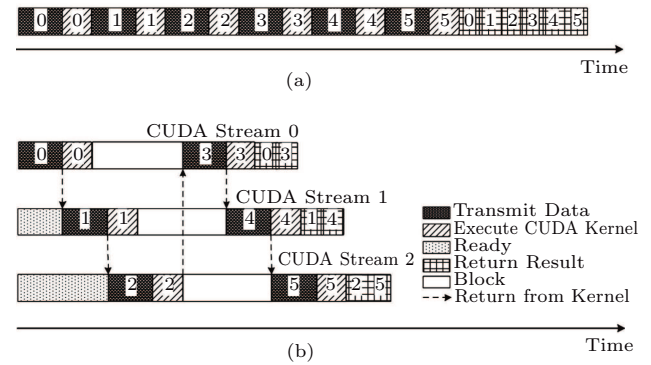 0 0 1 1 2 2 3 3 4 4 5 5 0 1 2 3 4 5
Time
(a)
CUDA Stream 0
0 0 3 3 0 3
CUDA Stream 1
1 1 4 4 1 4
CUDA Stream 2
2 2 5 5 2 5
Transmit Data
Execute CUDA Kernel
Ready
Return Result
Block
Return from Kernel
Time
(b)